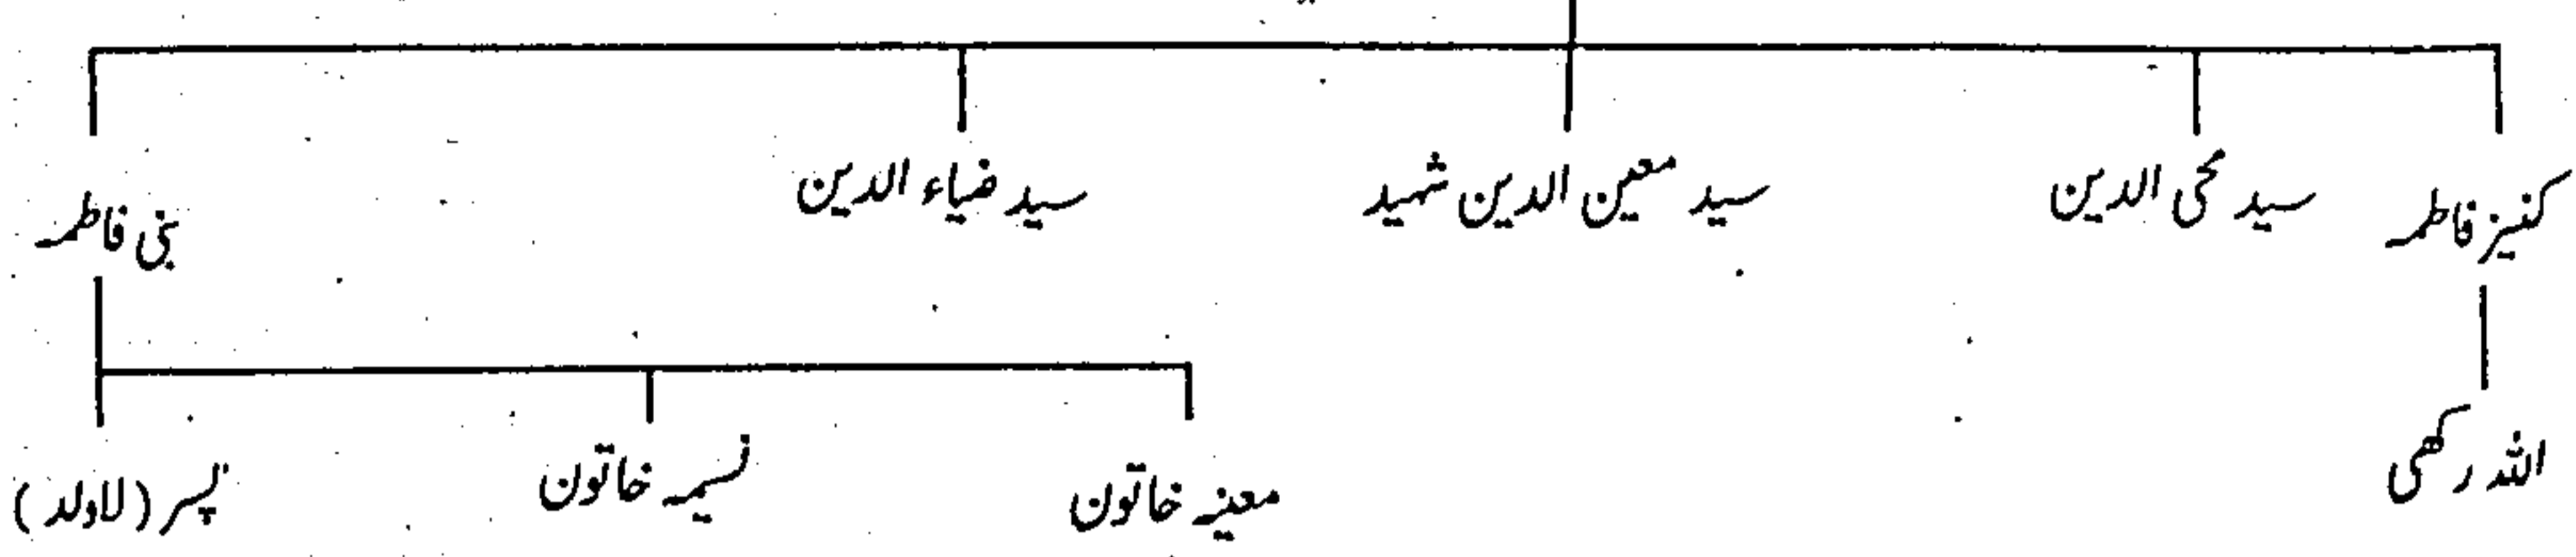 کنیز فاطمہ سید محی الدین سید معین الدین شہید سید ضیاء الدین بنی فاطمہ
اللہ رکھی معینہ خاتون نسیمہ خاتون پسر (لاولد)